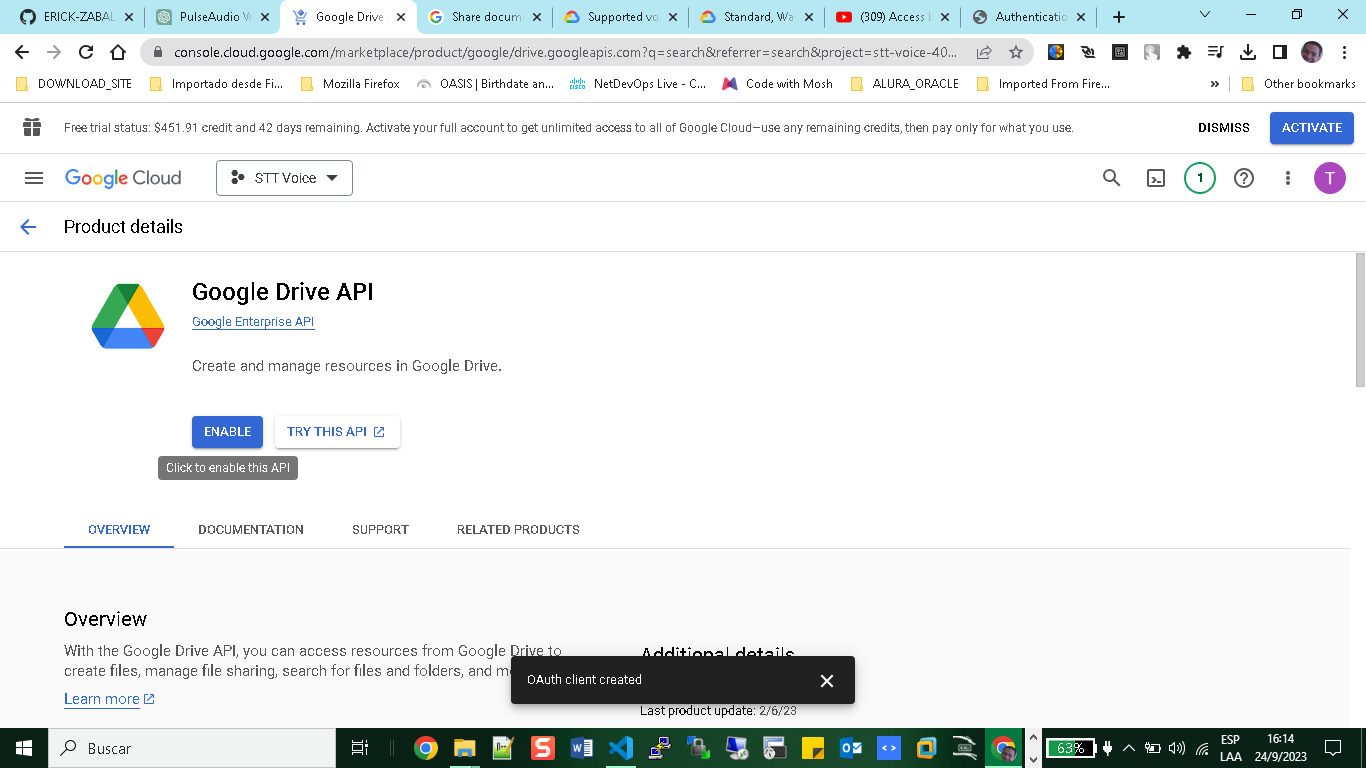 ERICK-ZABAL
PulseAudio V
Google Drive
Share docum
Supported vo
Standard, Wa
(309) Access L
Authenticatio
console.cloud.google.com/marketplace/product/google/drive.googleapis.com?q=search&referrer=search&project=stt-voice-40...
DOWNLOAD_SITE
Importado desde Fi...
Mozilla Firefox
OASIS | Birthdate an...
NetDevOps Live - C...
Code with Mosh
ALURA_ORACLE
Imported From Fire...
»
Other bookmarks
Free trial status: $451.91 credit and 42 days remaining. Activate your full account to get unlimited access to all of Google Cloud—use any remaining credits, then pay only for what you use.
DISMISS
ACTIVATE
Google Cloud
STT Voice
1
T
Product details
Google Drive API
Google Enterprise API
Create and manage resources in Google Drive.
ENABLE
TRY THIS API
Click to enable this API
OVERVIEW
DOCUMENTATION
SUPPORT
RELATED PRODUCTS
Overview
With the Google Drive API, you can access resources from Google Drive to
create files, manage file sharing, search for files and folders, and
Learn more
Additional details
OAuth client created
Last product update: 2/6/23
Buscar
63%
ESP
LAA
16:14
24/9/2023